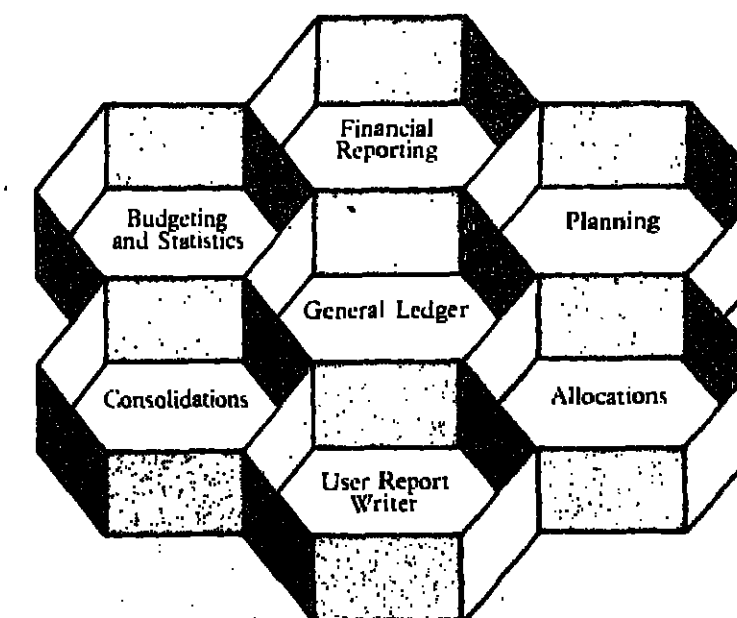 Financial
Reporting
Budgeting
and Statistics
Planning
General Ledger
Consolidations
Allocations
User Report
Writer